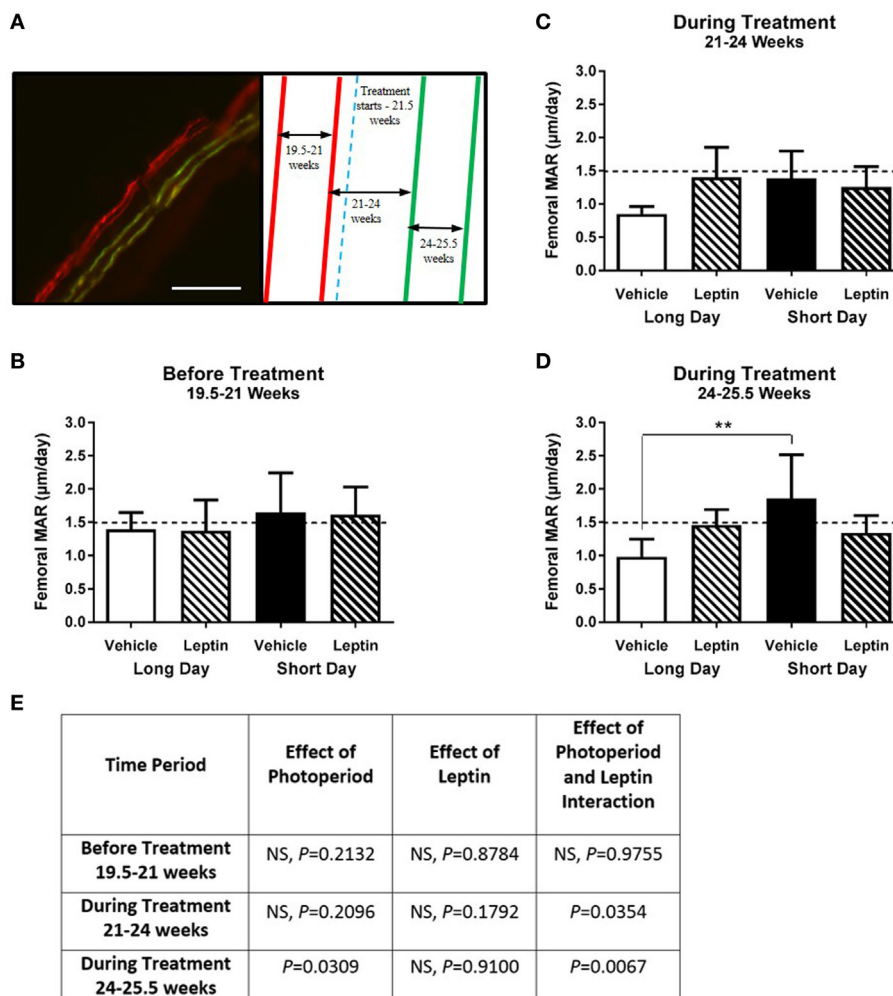 A
Treatment
starts - 21.5
weeks
19.5-21
weeks
21-24
weeks
24-25.5
weeks
B
Before Treatment
19.5-21 Weeks
Femoral MAR (µm/day)
3.0
2.5
2.0
1.5
1.0
0.5
0.0
Vehicle Leptin Vehicle Leptin
Long Day Short Day
C
During Treatment
21-24 Weeks
Femoral MAR (µm/day)
3.0
2.5
2.0
1.5
1.0
0.5
0.0
Vehicle Leptin Vehicle Leptin
Long Day Short Day
D
During Treatment
24-25.5 Weeks
**
Femoral MAR (µm/day)
3.0
2.5
2.0
1.5
1.0
0.5
0.0
Vehicle Leptin Vehicle Leptin
Long Day Short Day
E
Time Period
Effect of
Photoperiod
Effect of
Leptin
Effect of
Photoperiod
and Leptin
Interaction
Before Treatment
19.5-21 weeks
NS, P=0.2132
NS, P=0.8784
NS, P=0.9755
During Treatment
21-24 weeks
NS, P=0.2096
NS, P=0.1792
P=0.0354
During Treatment
24-25.5 weeks
P=0.0309
NS, P=0.9100
P=0.0067